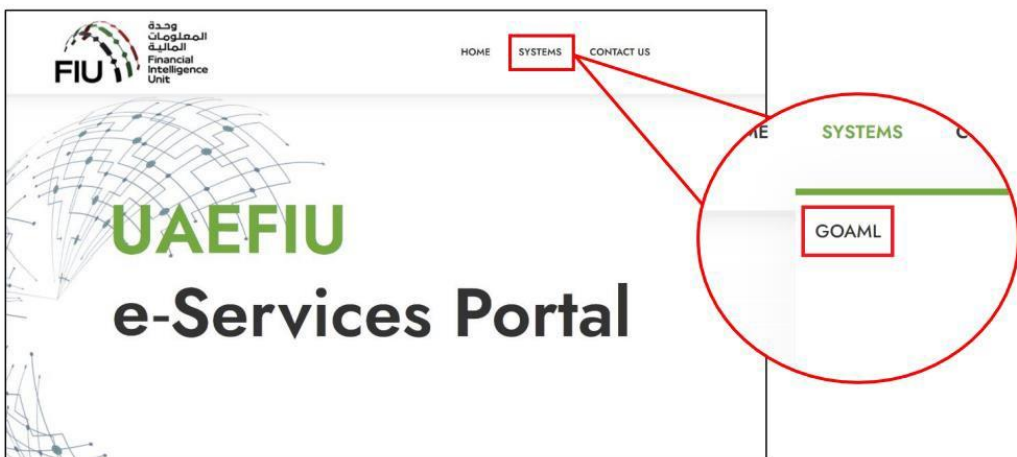 FIU
وحدة
المعلومات
المالية
Financial
Intelligence
Unit
HOME SYSTEMS CONTACT US
UAEFIU
e-Services Portal
SYSTEMS
GOAML